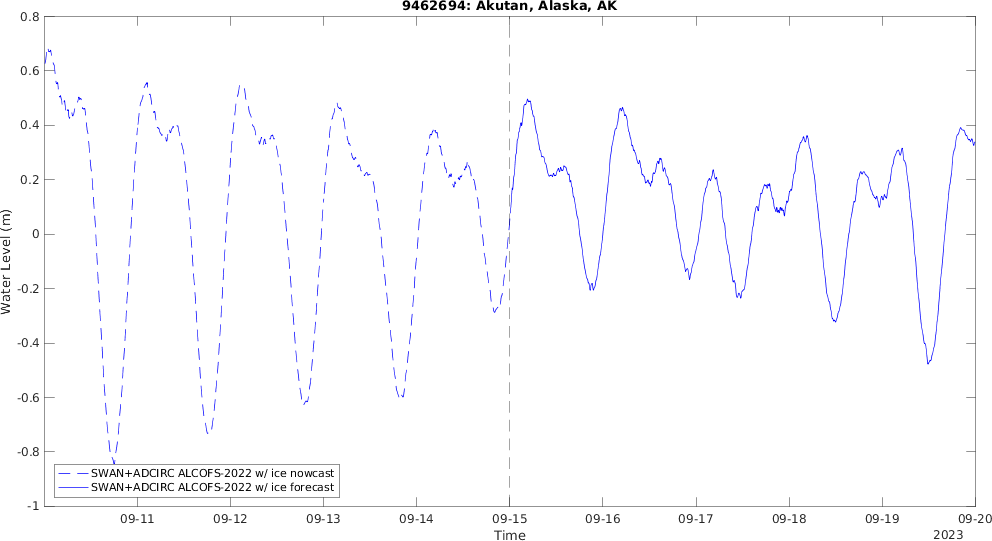 9462694: Akutan, Alaska, AK
0.8
0.6
0.4
0.2
0
-0.2
-0.4
-0.6
-0.8
-1
Water Level (m)
SWAN+ADCIRC ALCOFS-2022 w/ ice nowcast
SWAN+ADCIRC ALCOFS-2022 w/ ice forecast
09-11 09-12 09-13 09-14 09-15 09-16 09-17 09-18 09-19 09-20
Time
2023